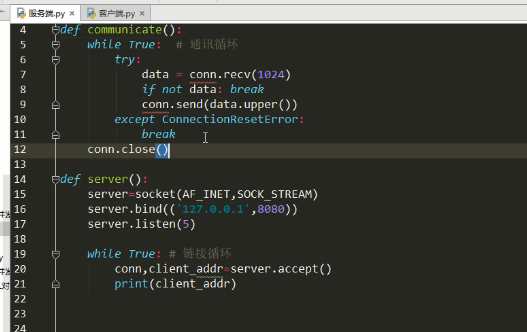 服务端.py × 客户端.py ×
4 def communicate():
5 while True: # 通讯循环
6 try:
7 data = conn.recv(1024)
8 if not data: break
9 conn.send(data.upper())
10 except ConnectionResetError:
11 break
12 conn.close()
13
14 def server():
15 server=socket(AF_INET,SOCK_STREAM)
16 server.bind(('127.0.0.1',8080))
17 server.listen(5)
18
19 while True: # 链接循环
20 conn,client_addr=server.accept()
21 print(client_addr)
22
23
24